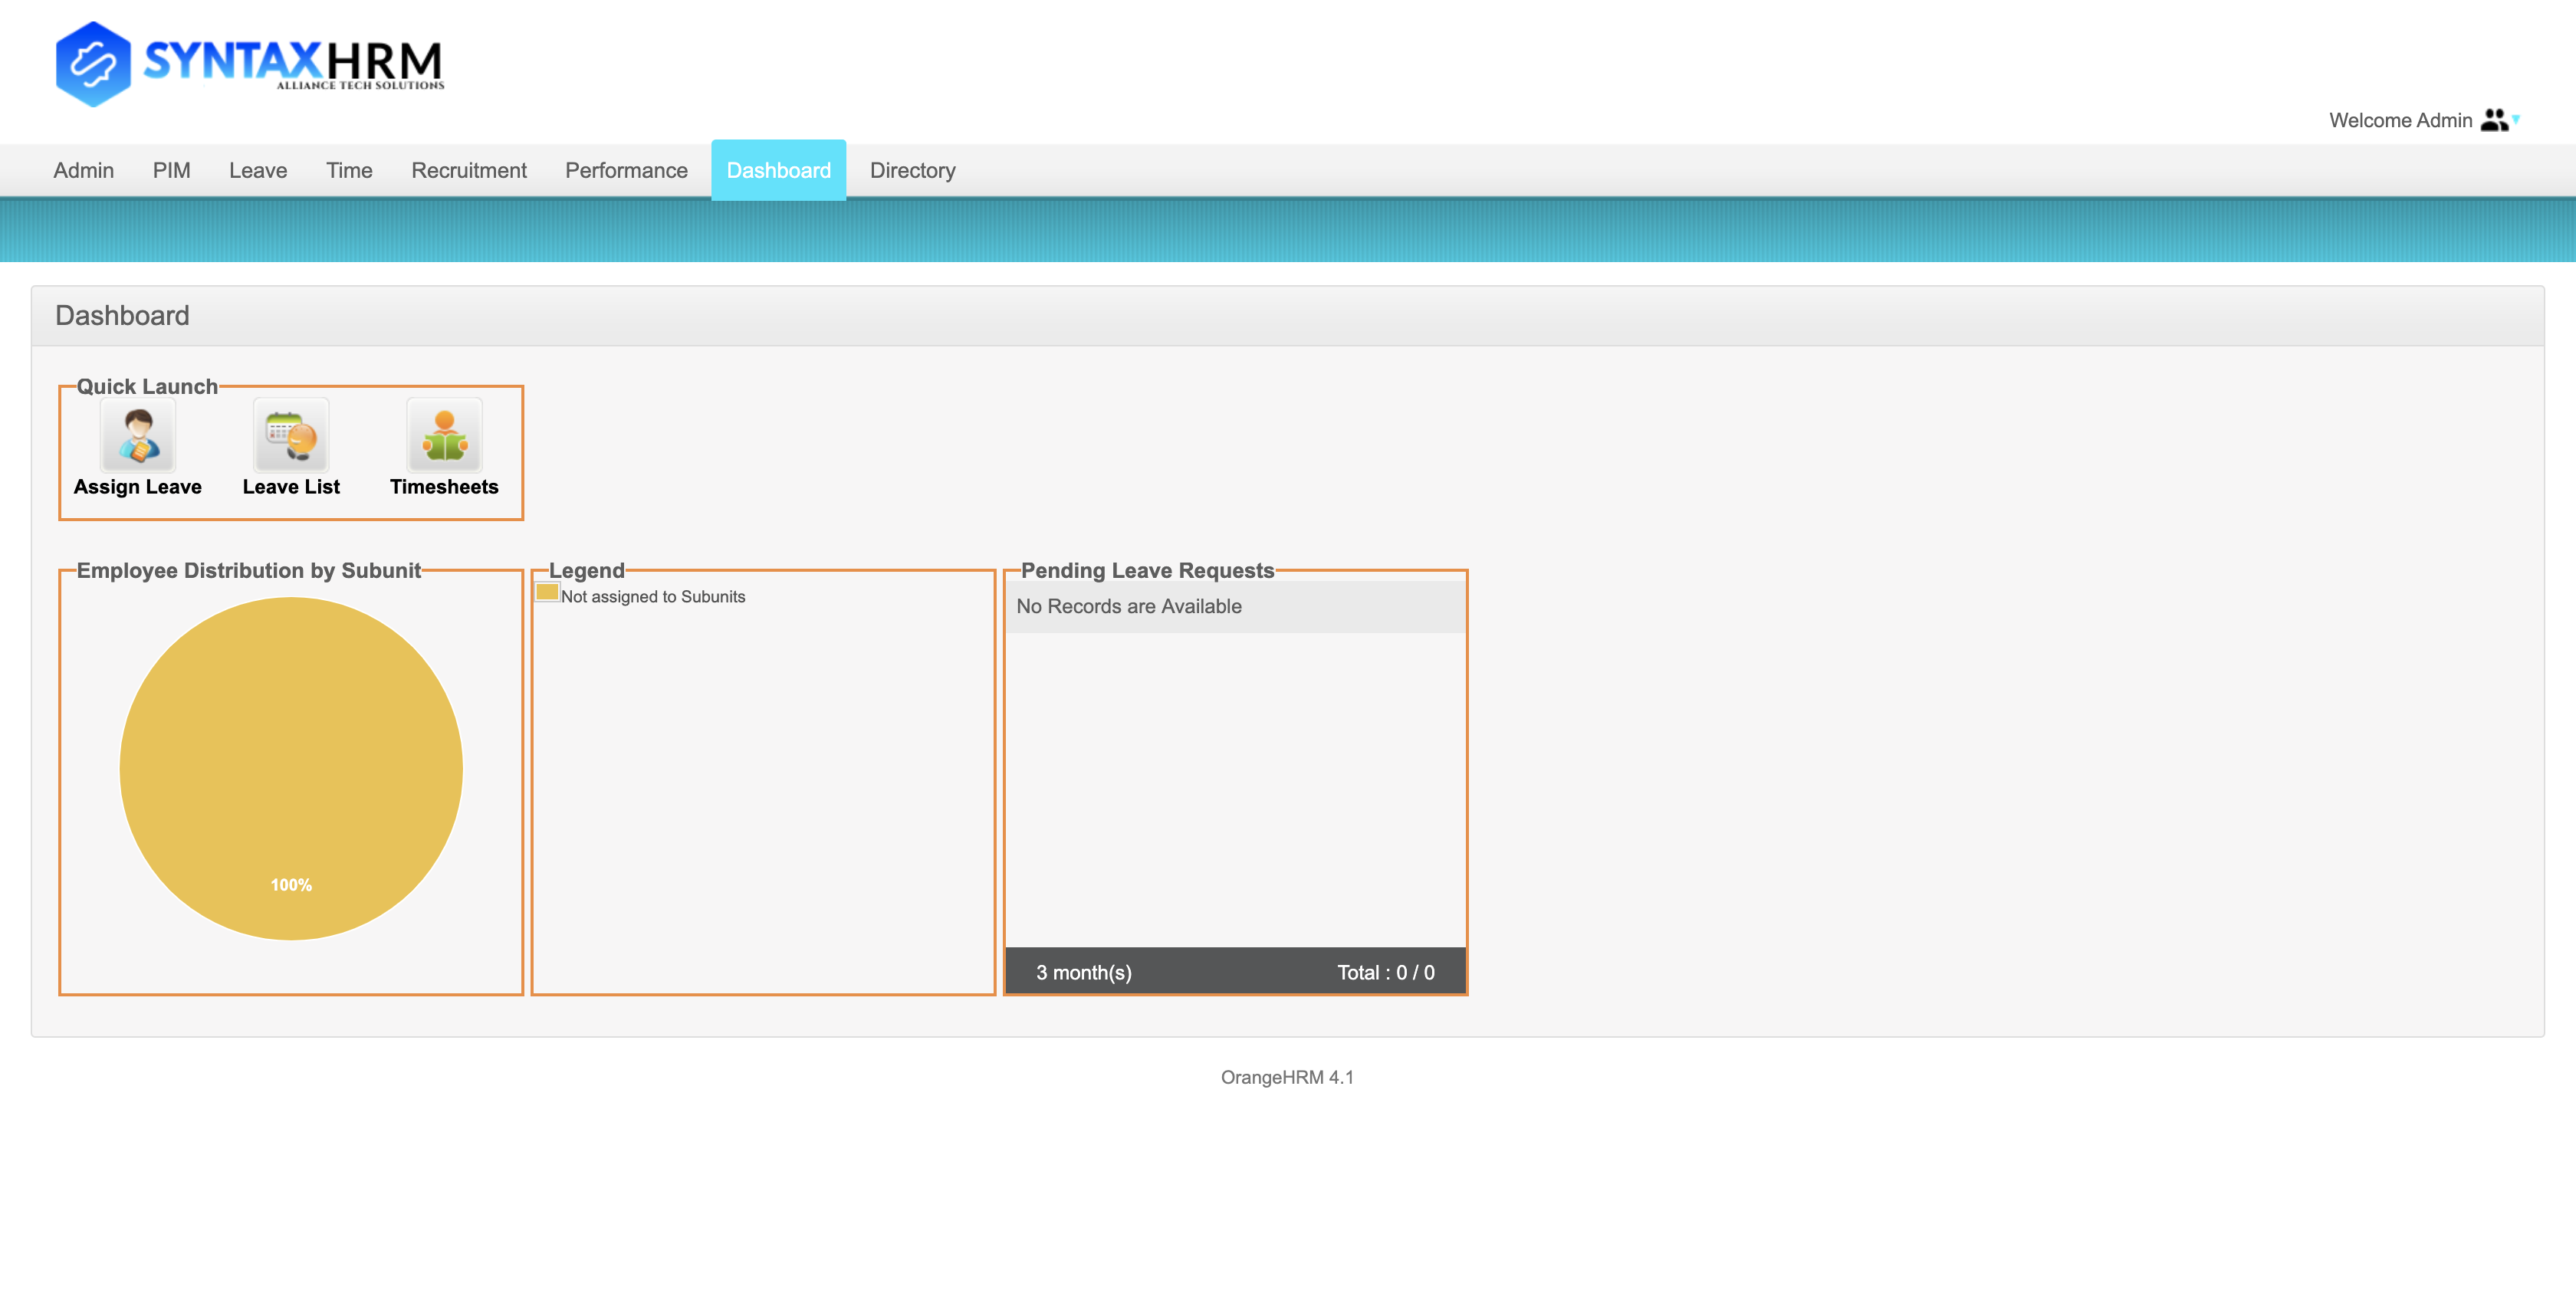 SYNTAXHRM
ALLIANCE TECH SOLUTIONS
Welcome Admin
Admin PIM Leave Time Recruitment Performance Dashboard Directory
Dashboard
Quick Launch
Assign Leave Leave List Timesheets
Employee Distribution by Subunit
100%
Legend
Not assigned to Subunits
Pending Leave Requests
No Records are Available
3 month(s) Total : 0 / 0
OrangeHRM 4.1